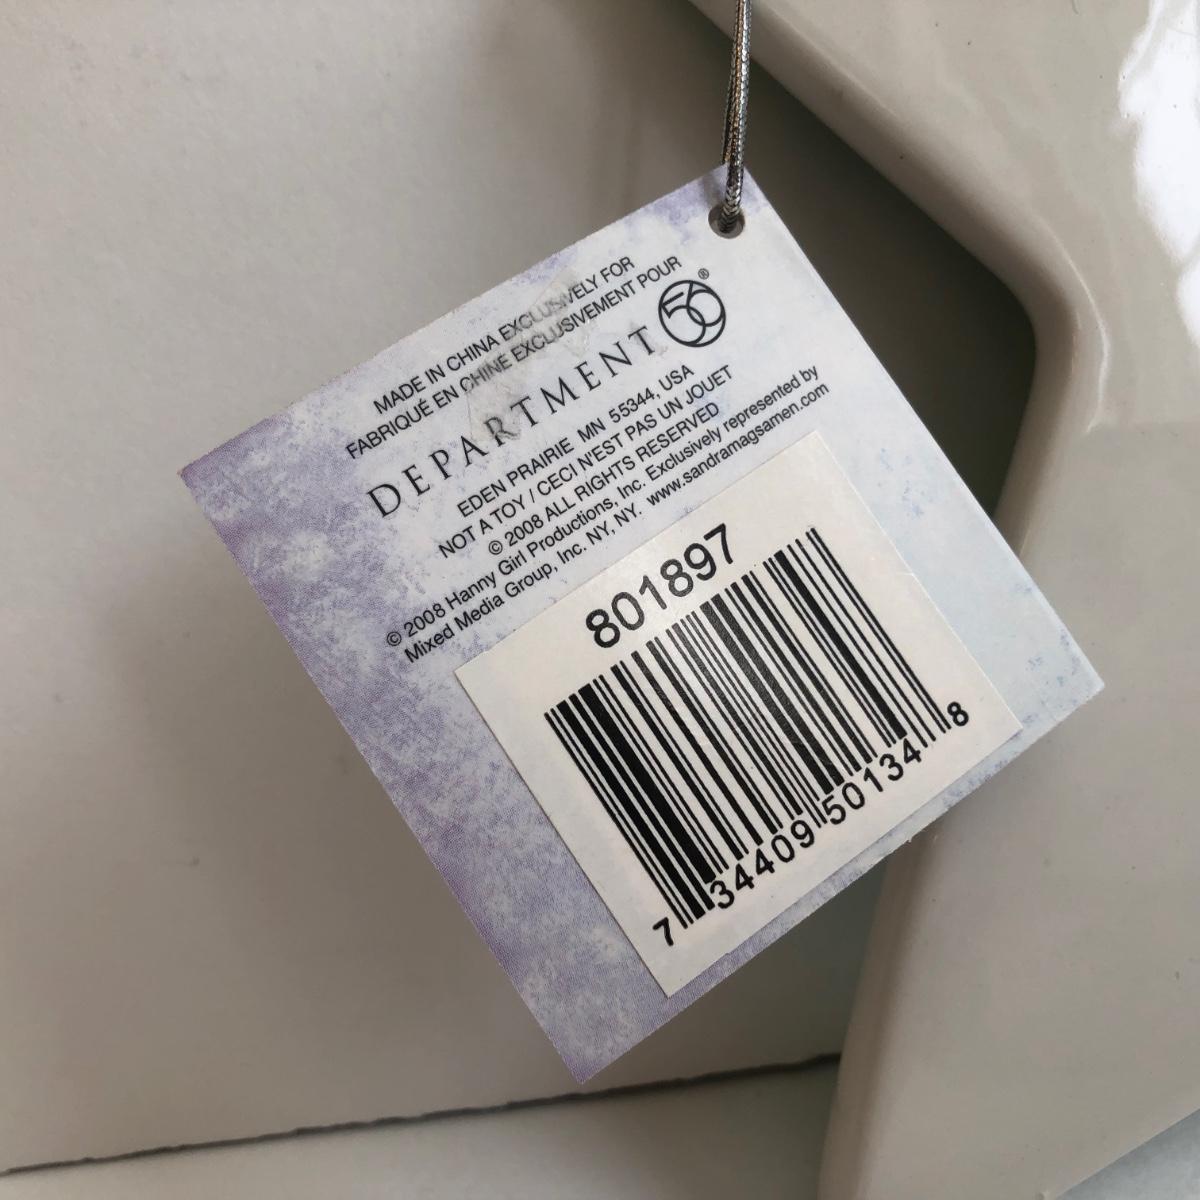 MADE IN CHINA EXCLUSIVELY FOR
FABRIQUÉ EN CHINE EXCLUSIVEMENT POUR
DEPARTMENT 56®
EDEN PRAIRIE MN 55344, USA
NOT A TOY / CECI N'EST PAS UN JOUET
© 2008 ALL RIGHTS RESERVED
© 2008 Hanny Girl Productions, Inc. Exclusively represented by
Mixed Media Group, Inc. NY, NY. www.sandramagsamen.com
801897
7 34409 50134 8